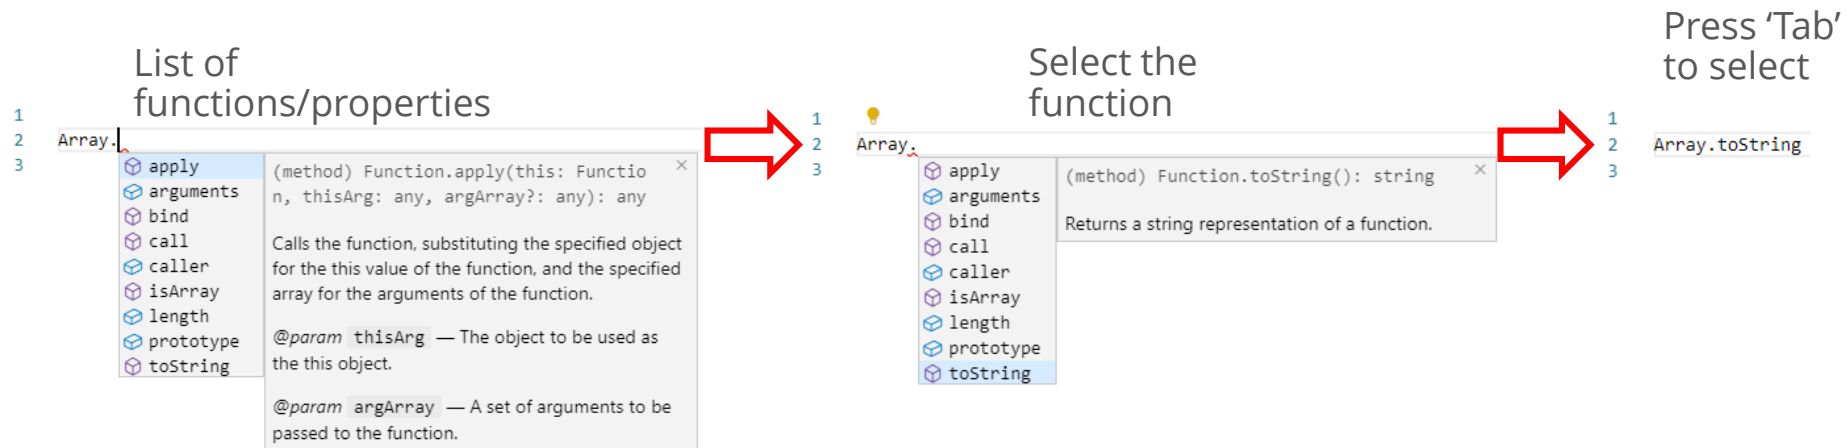 List of
functions/properties
1
2 Array.
3
apply
arguments
bind
call
caller
isArray
length
prototype
toString
(method) Function.apply(this: Functio
n, thisArg: any, argArray?: any): any
Calls the function, substituting the specified object
for the this value of the function, and the specified
array for the arguments of the function.
@param thisArg — The object to be used as
the this object.
@param argArray — A set of arguments to be
passed to the function.
Select the
function
1
2 Array.
3
apply
arguments
bind
call
caller
isArray
length
prototype
toString
(method) Function.toString(): string
Returns a string representation of a function.
Press ‘Tab’
to select
1
2 Array.toString
3